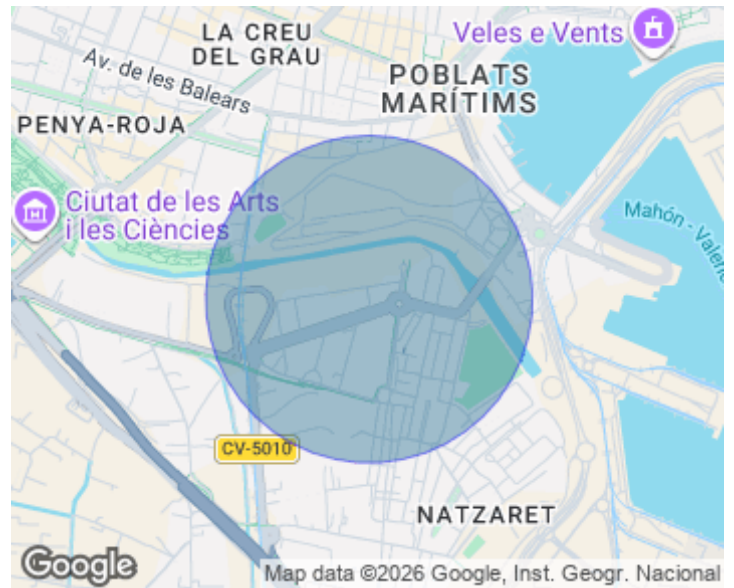 LA CREU
DEL GRAU
Veles e Vents
Av. de les Balears
POBLATS
MARÍTIMS
PENYA-ROJA
Ciutat de les Arts
i les Ciències
Mahón - Valenc
CV-5010
NATZARET
Google
Map data ©2026 Google, Inst. Geogr. Nacional